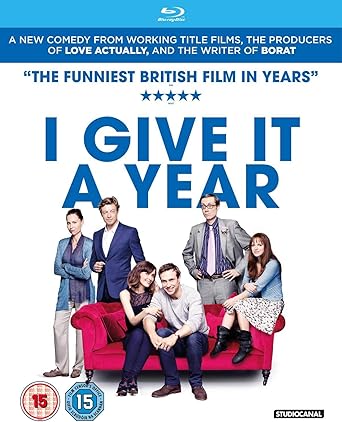 Blu-ray Disc
A NEW COMEDY FROM WORKING TITLE FILMS, THE PRODUCERS
OF LOVE ACTUALLY, AND THE WRITER OF BORAT
"THE FUNNIEST BRITISH FILM IN YEARS"
I GIVE IT
A YEAR
15
15
STUDIOCANAL